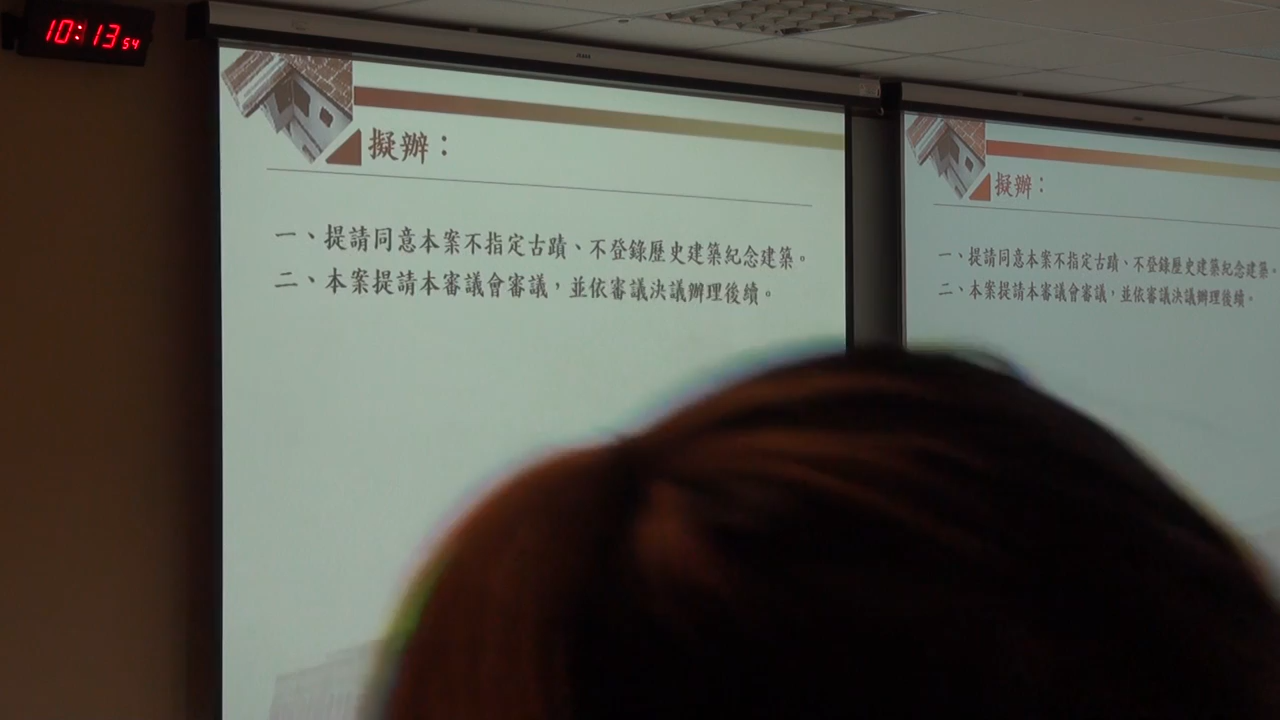 10:13 54
擬辦：
一、提請同意本案不指定古蹟、不登錄歷史建築紀念建築。
二、本案提請本審議會審議，並依審議決議辦理後續。
擬辦：
一、提請同意本案不指定古蹟、不登錄歷史建築紀念建築。
二、本案提請本審議會審議，並依審議決議辦理後續。